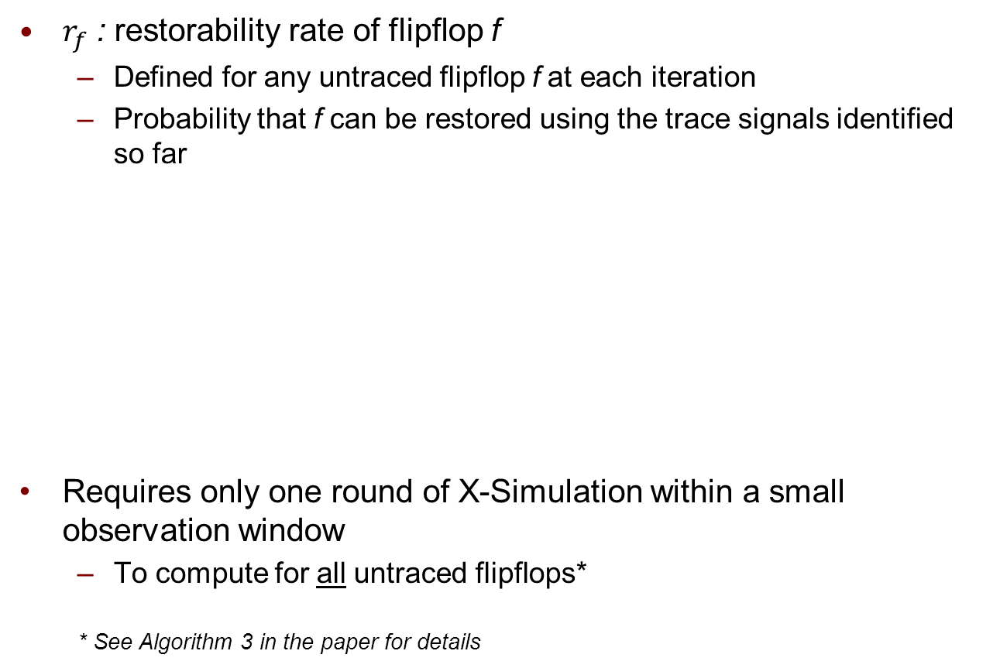 • r_f : restorability rate of flipflop f
– Defined for any untraced flipflop f at each iteration
– Probability that f can be restored using the trace signals identified
so far
• Requires only one round of X-Simulation within a small
observation window
– To compute for all untraced flipflops*
* See Algorithm 3 in the paper for details